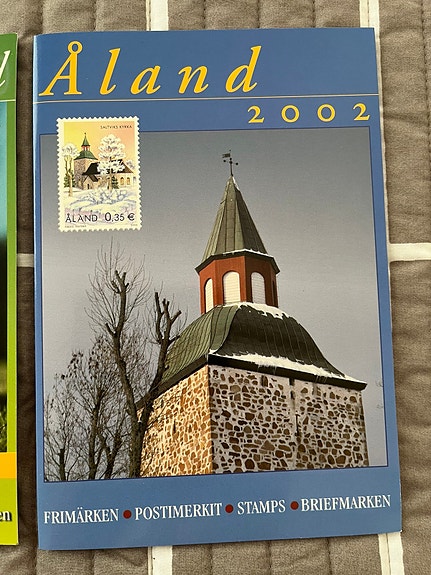 Åland
2002
SALTVIKS KYRKA
ÅLAND 0,35 €
FRIMÄRKEN • POSTIMERKIT • STAMPS • BRIEFMARKEN